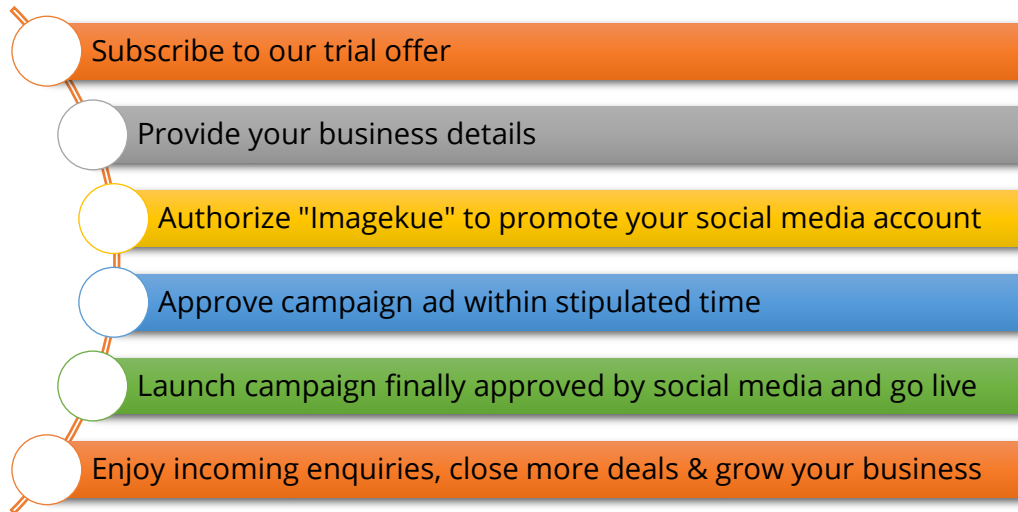 Subscribe to our trial offer
Provide your business details
Authorize "Imagekue" to promote your social media account
Approve campaign ad within stipulated time
Launch campaign finally approved by social media and go live
Enjoy incoming enquiries, close more deals & grow your business